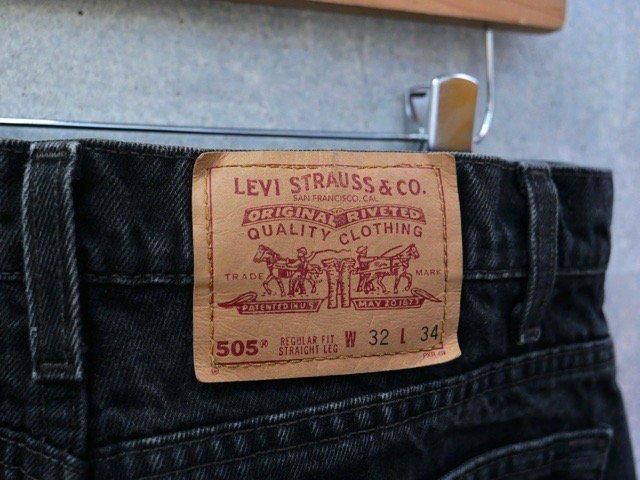 LEVI STRAUSS & CO.
SAN FRANCISCO, CAL
ORIGINAL RIVETED
QUALITY CLOTHING
TRADE MARK
PATENTED IN U.S. MAY 20 1873
505® REGULAR FIT W 32 L 34
STRAIGHT LEG
®